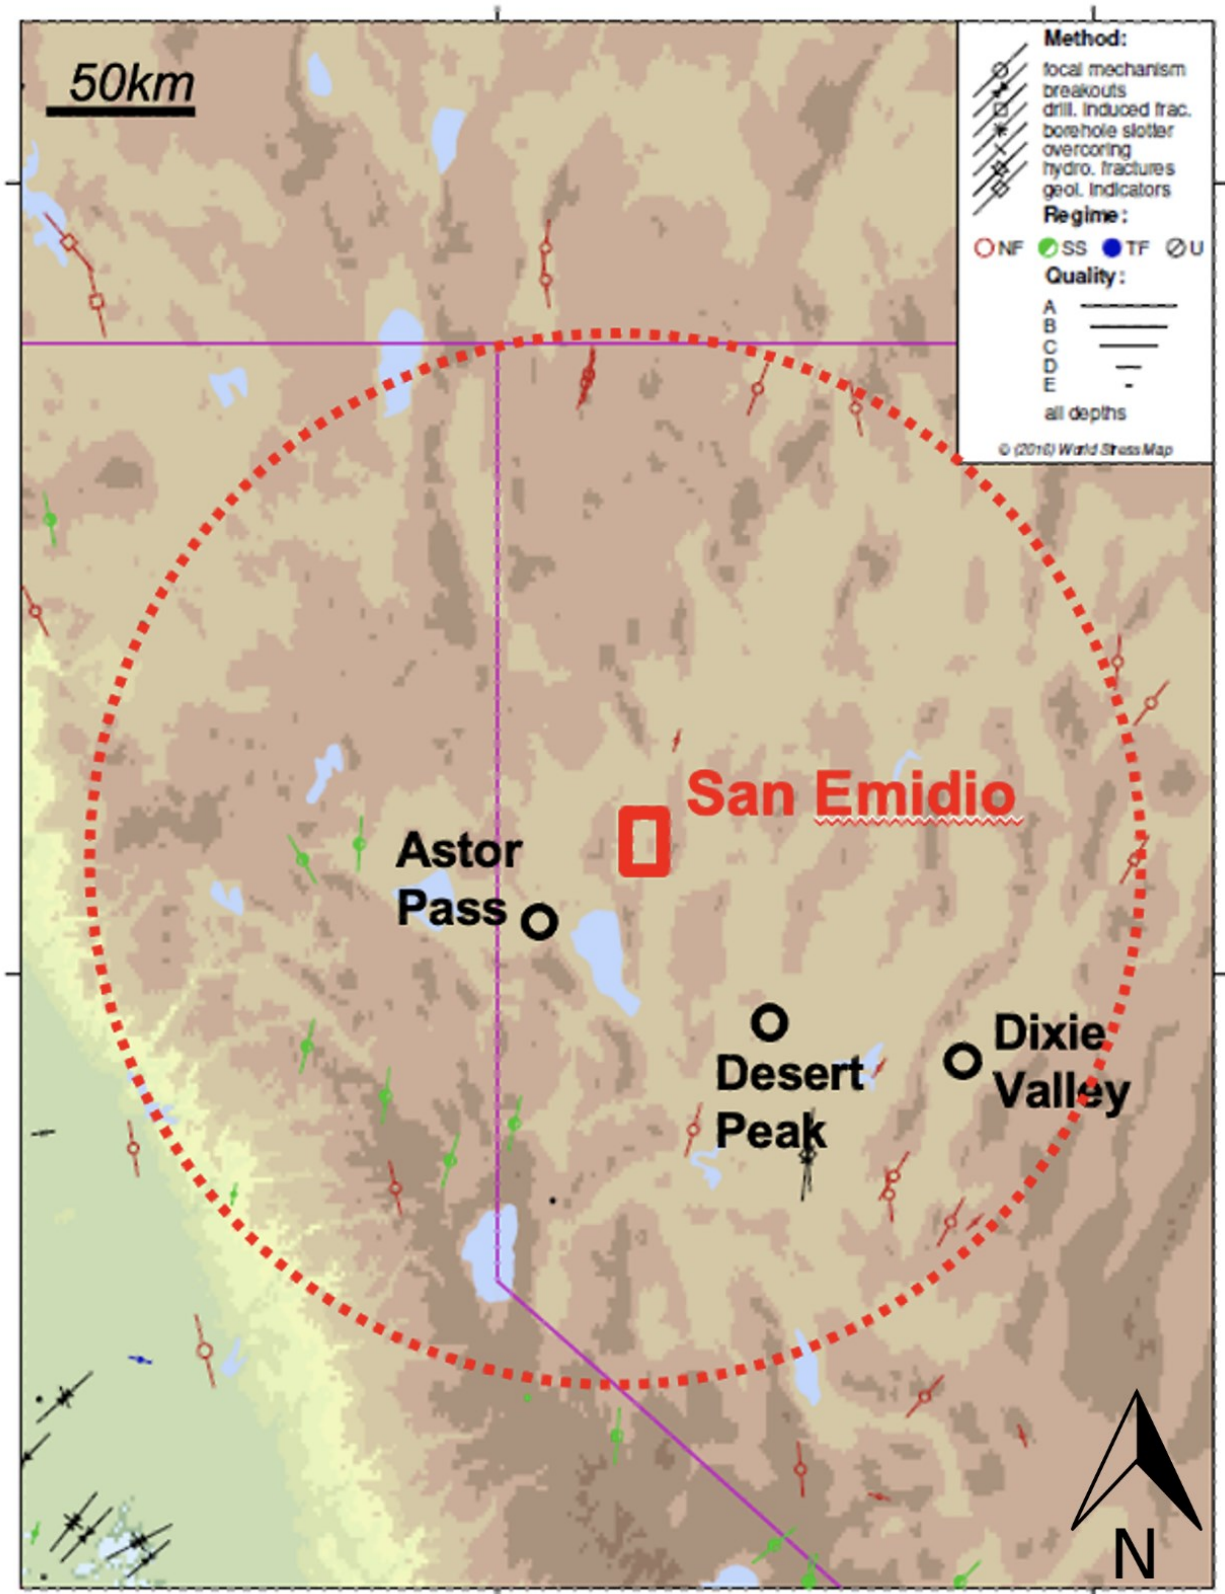 50km
Method:
focal mechanism
breakouts
drill. induced frac.
borehole slotter
overcoring
hydro. fractures
geol. indicators
Regime:
NF SS TF U
Quality:
A
B
C
D
E
all depths
© (2016) World Stress Map
San Emidio
Astor
Pass
Desert
Peak
Dixie
Valley
N